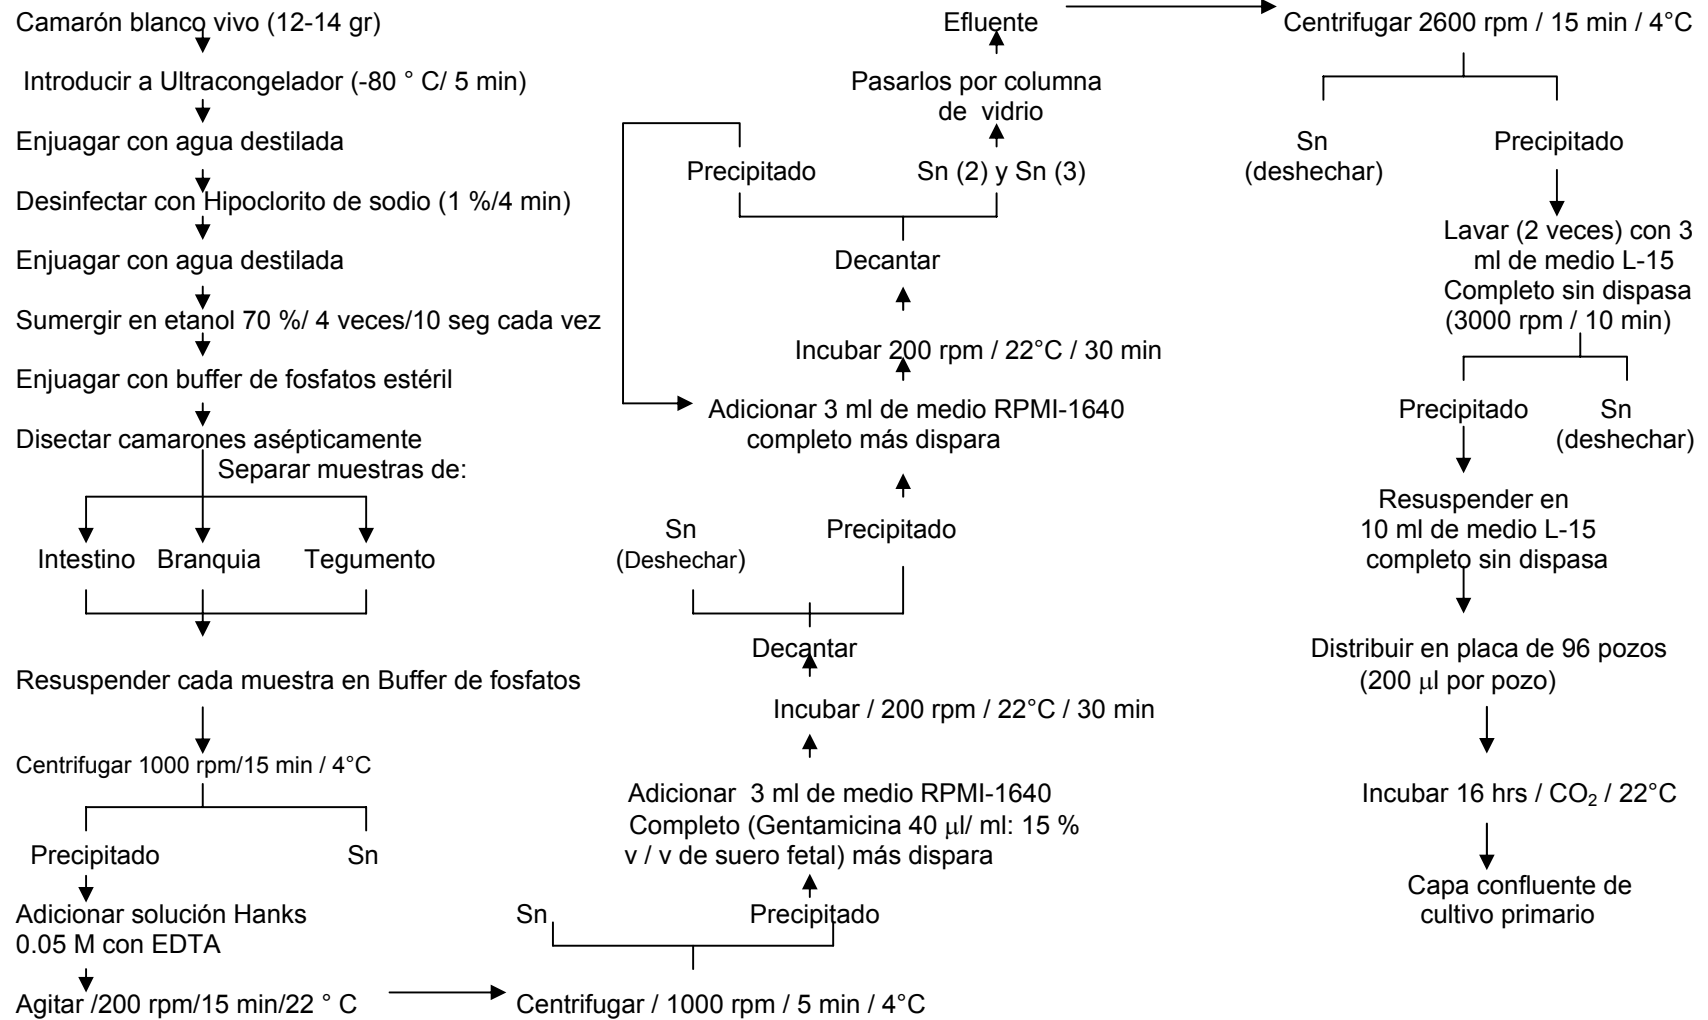 Camarón blanco vivo (12-14 gr)
Introducir a Ultracongelador (-80 ° C/ 5 min)
Enjuagar con agua destilada
Desinfectar con Hipoclorito de sodio (1 %/4 min)
Enjuagar con agua destilada
Sumergir en etanol 70 %/ 4 veces/10 seg cada vez
Enjuagar con buffer de fosfatos estéril
Disectar camarones asépticamente
Separar muestras de:
Intestino Branquia Tegumento
Resuspender cada muestra en Buffer de fosfatos
Centrifugar 1000 rpm/15 min / 4°C
Precipitado Sn
Adicionar solución Hanks
0.05 M con EDTA
Agitar /200 rpm/15 min/22 ° C
Centrifugar / 1000 rpm / 5 min / 4°C
Sn Precipitado
Adicionar 3 ml de medio RPMI-1640
Completo (Gentamicina 40 µl/ ml: 15 %
v / v de suero fetal) más dispara
Incubar / 200 rpm / 22°C / 30 min
Decantar
Sn
(Deshechar)
Precipitado
Adicionar 3 ml de medio RPMI-1640
completo más dispara
Incubar 200 rpm / 22°C / 30 min
Decantar
Precipitado Sn (2) y Sn (3)
Pasarlos por columna
de vidrio
Efluente
Centrifugar 2600 rpm / 15 min / 4°C
Sn
(deshechar)
Precipitado
Lavar (2 veces) con 3
ml de medio L-15
Completo sin dispasa
(3000 rpm / 10 min)
Precipitado
Sn
(deshechar)
Resuspender en
10 ml de medio L-15
completo sin dispasa
Distribuir en placa de 96 pozos
(200 µl por pozo)
Incubar 16 hrs / CO₂ / 22°C
Capa confluente de
cultivo primario